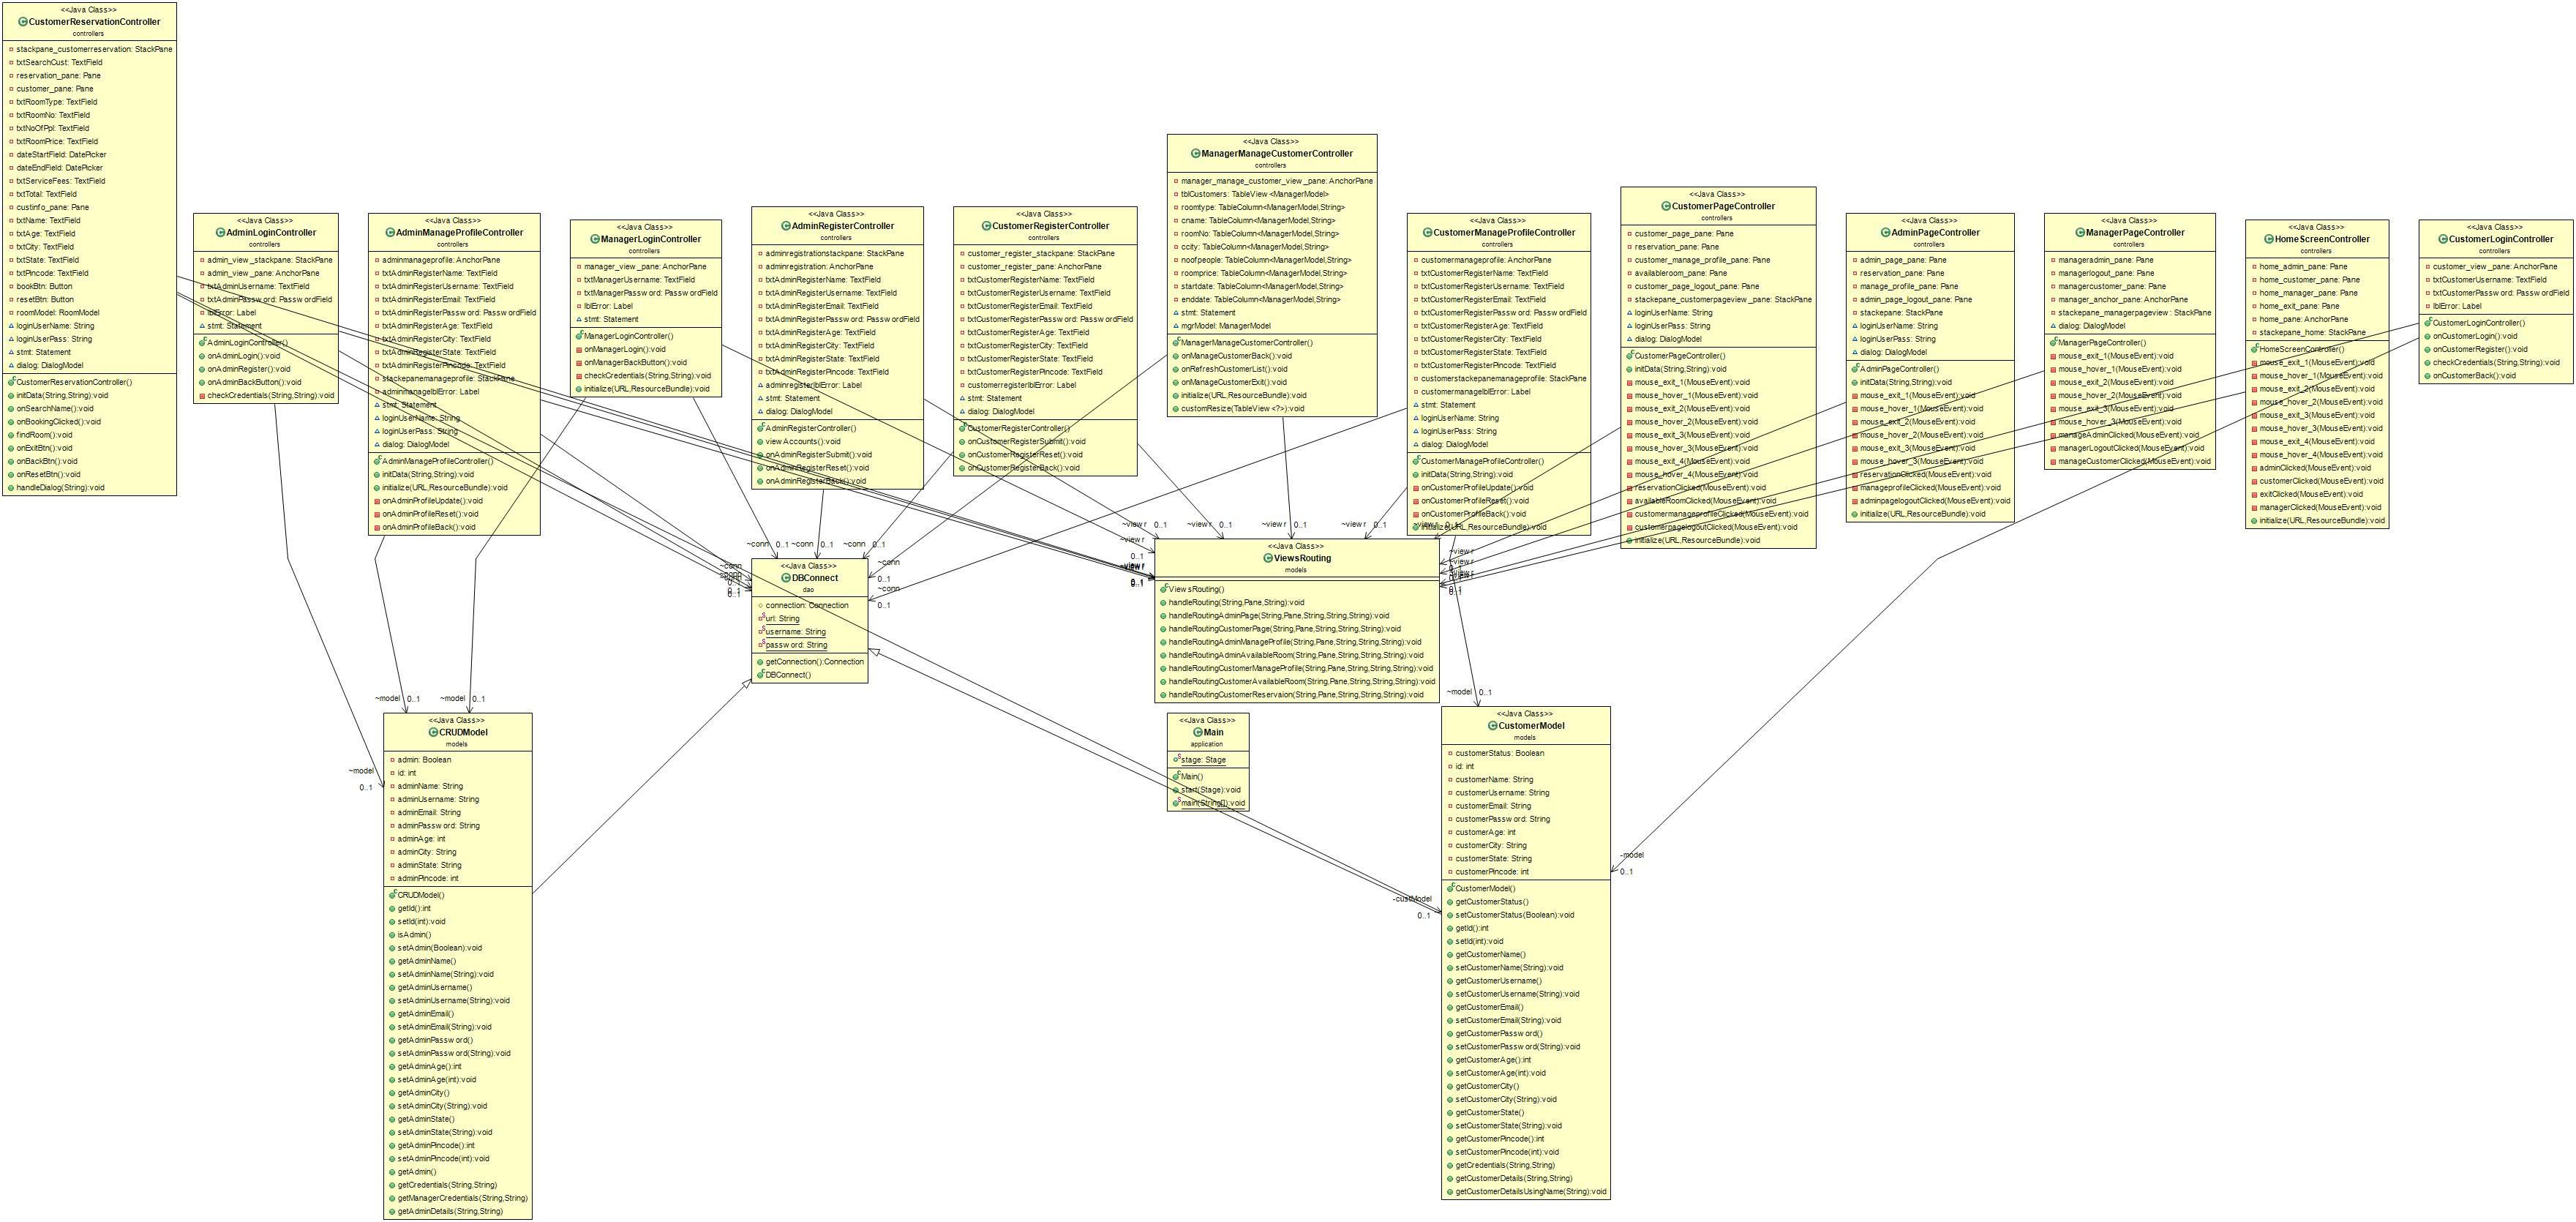 <<Java Class>>
CustomerReservationController
controllers
stackpane_customerreservation: StackPane
txtSearchCust: TextField
reservation_pane: Pane
customer_pane: Pane
txtRoomType: TextField
txtRoomNo: TextField
txtNoOfPpl: TextField
txtRoomPrice: TextField
dateStartField: DatePicker
dateEndField: DatePicker
txtServiceFees: TextField
txtTotal: TextField
custinfo_pane: Pane
txtName: TextField
txtAge: TextField
txtCity: TextField
txtState: TextField
txtPincode: TextField
bookBtn: Button
resetBtn: Button
roomModel: RoomModel
loginUserName: String
loginUserPass: String
stmt: Statement
dialog: DialogModel
CustomerReservationController()
initData(String,String):void
onSearchName():void
onBookingClicked():void
findRoom():void
onExitBtn():void
onBackBtn():void
onResetBtn():void
handleDialog(String):void
<<Java Class>>
AdminLoginController
controllers
admin_view_stackpane: StackPane
admin_view_pane: AnchorPane
txtAdminUsername: TextField
txtAdminPassword: PasswordField
lblError: Label
stmt: Statement
AdminLoginController()
onAdminLogin():void
onAdminRegister():void
onAdminBackButton():void
checkCredentials(String,String):void
<<Java Class>>
AdminManageProfileController
controllers
adminmanageprofile: AnchorPane
txtAdminRegisterName: TextField
txtAdminRegisterUsername: TextField
txtAdminRegisterEmail: TextField
txtAdminRegisterPassword: PasswordField
txtAdminRegisterAge: TextField
txtAdminRegisterCity: TextField
txtAdminRegisterState: TextField
txtAdminRegisterPincode: TextField
stackepanemanageprofile: StackPane
adminmanagelblError: Label
stmt: Statement
loginUserName: String
loginUserPass: String
dialog: DialogModel
AdminManageProfileController()
initData(String,String):void
initialize(URL,ResourceBundle):void
onAdminProfileUpdate():void
onAdminProfileReset():void
onAdminProfileBack():void
<<Java Class>>
ManagerLoginController
controllers
manager_view_pane: AnchorPane
txtManagerUsername: TextField
txtManagerPassword: PasswordField
lblError: Label
stmt: Statement
ManagerLoginController()
onManagerLogin():void
onManagerBackButton():void
checkCredentials(String,String):void
initialize(URL,ResourceBundle):void
<<Java Class>>
AdminRegisterController
controllers
adminregistrationstackpane: StackPane
adminregistration: AnchorPane
txtAdminRegisterName: TextField
txtAdminRegisterUsername: TextField
txtAdminRegisterEmail: TextField
txtAdminRegisterPassword: PasswordField
txtAdminRegisterAge: TextField
txtAdminRegisterCity: TextField
txtAdminRegisterState: TextField
txtAdminRegisterPincode: TextField
adminregisterlblError: Label
stmt: Statement
dialog: DialogModel
AdminRegisterController()
viewAccounts():void
onAdminRegisterSubmit():void
onAdminRegisterReset():void
onAdminRegisterBack():void
<<Java Class>>
CustomerRegisterController
controllers
customer_register_stackpane: StackPane
customer_register_pane: AnchorPane
txtCustomerRegisterName: TextField
txtCustomerRegisterUsername: TextField
txtCustomerRegisterEmail: TextField
txtCustomerRegisterPassword: PasswordField
txtCustomerRegisterAge: TextField
txtCustomerRegisterCity: TextField
txtCustomerRegisterState: TextField
txtCustomerRegisterPincode: TextField
customerregisterlblError: Label
stmt: Statement
dialog: DialogModel
CustomerRegisterController()
onCustomerRegisterSubmit():void
onCustomerRegisterReset():void
onCustomerRegisterBack():void
<<Java Class>>
ManagerManageCustomerController
controllers
manager_manage_customer_view_pane: AnchorPane
tblCustomers: TableView<ManagerModel>
roomtype: TableColumn<ManagerModel,String>
cname: TableColumn<ManagerModel,String>
roomNo: TableColumn<ManagerModel,String>
ccity: TableColumn<ManagerModel,String>
noofpeople: TableColumn<ManagerModel,String>
roomprice: TableColumn<ManagerModel,String>
startdate: TableColumn<ManagerModel,String>
enddate: TableColumn<ManagerModel,String>
stmt: Statement
mgrModel: ManagerModel
ManagerManageCustomerController()
onManageCustomerBack():void
onRefreshCustomerList():void
onManageCustomerExit():void
initialize(URL,ResourceBundle):void
customResize(TableView<?>):void
<<Java Class>>
CustomerManageProfileController
controllers
customermanageprofile: AnchorPane
txtCustomerRegisterName: TextField
txtCustomerRegisterUsername: TextField
txtCustomerRegisterEmail: TextField
txtCustomerRegisterPassword: PasswordField
txtCustomerRegisterAge: TextField
txtCustomerRegisterCity: TextField
txtCustomerRegisterState: TextField
txtCustomerRegisterPincode: TextField
customerstackepanemanageprofile: StackPane
customermanagelblError: Label
stmt: Statement
loginUserName: String
loginUserPass: String
dialog: DialogModel
CustomerManageProfileController()
initData(String,String):void
onCustomerProfileUpdate():void
onCustomerProfileReset():void
onCustomerProfileBack():void
initialize(URL,ResourceBundle):void
<<Java Class>>
CustomerPageController
controllers
customer_page_pane: Pane
reservation_pane: Pane
customer_manage_profile_pane: Pane
availableroom_pane: Pane
customer_page_logout_pane: Pane
stackepane_customerpageview_pane: StackPane
loginUserName: String
loginUserPass: String
dialog: DialogModel
CustomerPageController()
initData(String,String):void
mouse_exit_1(MouseEvent):void
mouse_hover_1(MouseEvent):void
mouse_exit_2(MouseEvent):void
mouse_hover_2(MouseEvent):void
mouse_exit_3(MouseEvent):void
mouse_hover_3(MouseEvent):void
mouse_exit_4(MouseEvent):void
mouse_hover_4(MouseEvent):void
reservationClicked(MouseEvent):void
availableRoomClicked(MouseEvent):void
customermanageprofileClicked(MouseEvent):void
customerpagelogoutClicked(MouseEvent):void
initialize(URL,ResourceBundle):void
<<Java Class>>
AdminPageController
controllers
admin_page_pane: Pane
reservation_pane: Pane
manage_profile_pane: Pane
admin_page_logout_pane: Pane
stackepane: StackPane
loginUserName: String
loginUserPass: String
dialog: DialogModel
AdminPageController()
initData(String,String):void
mouse_exit_1(MouseEvent):void
mouse_hover_1(MouseEvent):void
mouse_exit_2(MouseEvent):void
mouse_hover_2(MouseEvent):void
mouse_exit_3(MouseEvent):void
mouse_hover_3(MouseEvent):void
reservationClicked(MouseEvent):void
manageprofileClicked(MouseEvent):void
adminpagelogoutClicked(MouseEvent):void
initialize(URL,ResourceBundle):void
<<Java Class>>
ManagerPageController
controllers
manageradmin_pane: Pane
managerlogout_pane: Pane
managercustomer_pane: Pane
manager_anchor_pane: AnchorPane
stackepane_managerpageview: StackPane
dialog: DialogModel
ManagerPageController()
mouse_exit_1(MouseEvent):void
mouse_hover_1(MouseEvent):void
mouse_exit_2(MouseEvent):void
mouse_hover_2(MouseEvent):void
mouse_exit_3(MouseEvent):void
mouse_hover_3(MouseEvent):void
manageAdminClicked(MouseEvent):void
managerLogoutClicked(MouseEvent):void
manageCustomerClicked(MouseEvent):void
<<Java Class>>
HomeScreenController
controllers
home_admin_pane: Pane
home_customer_pane: Pane
home_manager_pane: Pane
home_exit_pane: Pane
home_pane: AnchorPane
stackepane_home: StackPane
HomeScreenController()
mouse_exit_1(MouseEvent):void
mouse_hover_1(MouseEvent):void
mouse_exit_2(MouseEvent):void
mouse_hover_2(MouseEvent):void
mouse_exit_3(MouseEvent):void
mouse_hover_3(MouseEvent):void
mouse_exit_4(MouseEvent):void
mouse_hover_4(MouseEvent):void
adminClicked(MouseEvent):void
customerClicked(MouseEvent):void
exitClicked(MouseEvent):void
managerClicked(MouseEvent):void
initialize(URL,ResourceBundle):void
<<Java Class>>
CustomerLoginController
controllers
customer_view_pane: AnchorPane
txtCustomerUsername: TextField
txtCustomerPassword: PasswordField
lblError: Label
CustomerLoginController()
onCustomerLogin():void
onCustomerRegister():void
checkCredentials(String,String):void
onCustomerBack():void
~conn 0..1
~conn 0..1
~conn 0..1
~conn
0..1
~conn
0..1
~conn
0..1
~viewr 0..1
~viewr 0..1
~viewr 0..1
~viewr 0..1
~viewr
0..1
~viewr
0..1
~viewr
0..1
<<Java Class>>
DBConnect
dao
connection: Connection
url: String
username: String
password: String
getConnection():Connection
DBConnect()
<<Java Class>>
ViewsRouting
models
ViewsRouting()
handleRouting(String,Pane,String):void
handleRoutingAdminPage(String,Pane,String,String,String):void
handleRoutingCustomerPage(String,Pane,String,String,String):void
handleRoutingAdminManageProfile(String,Pane,String,String,String):void
handleRoutingAdminAvailableRoom(String,Pane,String,String,String):void
handleRoutingCustomerManageProfile(String,Pane,String,String,String):void
handleRoutingCustomerAvailableRoom(String,Pane,String,String,String):void
handleRoutingCustomerReservaion(String,Pane,String,String,String):void
~model 0..1
~model 0..1
~model
0..1
<<Java Class>>
CRUDModel
models
admin: Boolean
id: int
adminName: String
adminUsername: String
adminEmail: String
adminPassword: String
adminAge: int
adminCity: String
adminState: String
adminPincode: int
CRUDModel()
getId():int
setId(int):void
isAdmin()
setAdmin(Boolean):void
getAdminName()
setAdminName(String):void
getAdminUsername()
setAdminUsername(String):void
getAdminEmail()
setAdminEmail(String):void
getAdminPassword()
setAdminPassword(String):void
getAdminAge():int
setAdminAge(int):void
getAdminCity()
setAdminCity(String):void
getAdminState()
setAdminState(String):void
getAdminPincode():int
setAdminPincode(int):void
getAdmin()
getCredentials(String,String)
getManagerCredentials(String,String)
getAdminDetails(String,String)
<<Java Class>>
Main
application
stage: Stage
Main()
start(Stage):void
main(String[]):void
~model 0..1
-model
0..1
-custModel
0..1
<<Java Class>>
CustomerModel
models
customerStatus: Boolean
id: int
customerName: String
customerUsername: String
customerEmail: String
customerPassword: String
customerAge: int
customerCity: String
customerState: String
customerPincode: int
CustomerModel()
getCustomerStatus()
setCustomerStatus(Boolean):void
getId():int
setId(int):void
getCustomerName()
setCustomerName(String):void
getCustomerUsername()
setCustomerUsername(String):void
getCustomerEmail()
setCustomerEmail(String):void
getCustomerPassword()
setCustomerPassword(String):void
getCustomerAge():int
setCustomerAge(int):void
getCustomerCity()
setCustomerCity(String):void
getCustomerState()
setCustomerState(String):void
getCustomerPincode():int
setCustomerPincode(int):void
getCredentials(String,String)
getCustomerDetails(String,String)
getCustomerDetailsUsingName(String):void